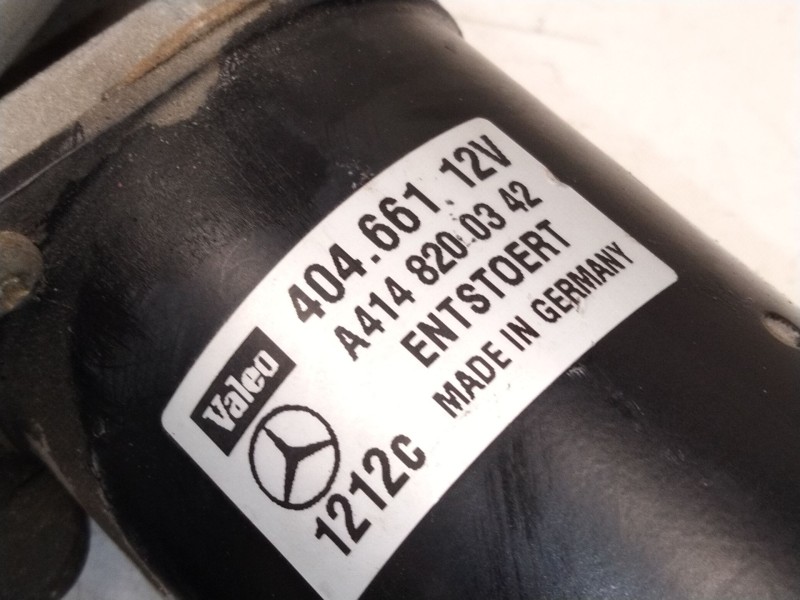 Valeo
404.661 12V
A414 820 03 42
ENTSTOERT
MADE IN GERMANY
1212C